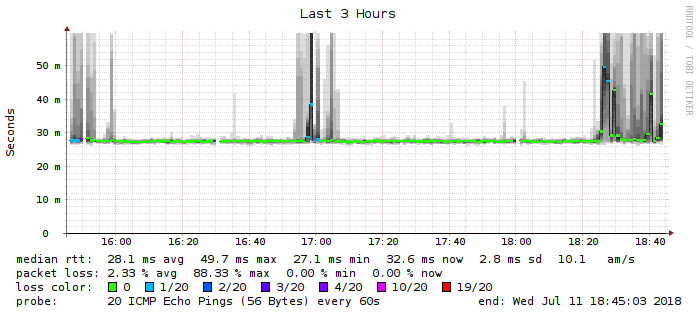 Last 3 Hours
RRDTOOL / TOBI OETIKER
Seconds
50 m
40 m
30 m
20 m
10 m
0
16:00 16:20 16:40 17:00 17:20 17:40 18:00 18:20 18:40
median rtt: 28.1 ms avg 49.7 ms max 27.1 ms min 32.6 ms now 2.8 ms sd 10.1 am/s
packet loss: 2.33 % avg 88.33 % max 0.00 % min 0.00 % now
loss color: 0 1/20 2/20 3/20 4/20 10/20 19/20
probe: 20 ICMP Echo Pings (56 Bytes) every 60s end: Wed Jul 11 18:45:03 2018